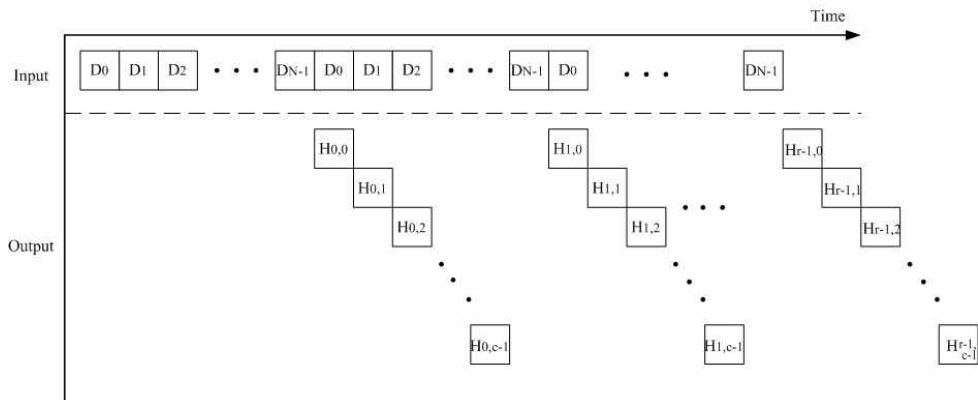 Time
Input
D0 D1 D2 • • • DN-1 D0 D1 D2 • • • DN-1 D0 • • • DN-1
H0,0 H1,0 Hr-1,0
H0,1 H1,1 Hr-1,1
H0,2 H1,2 • • • Hr-1,2
Output
H0,c-1 H1,c-1 Hr-1,
c-1